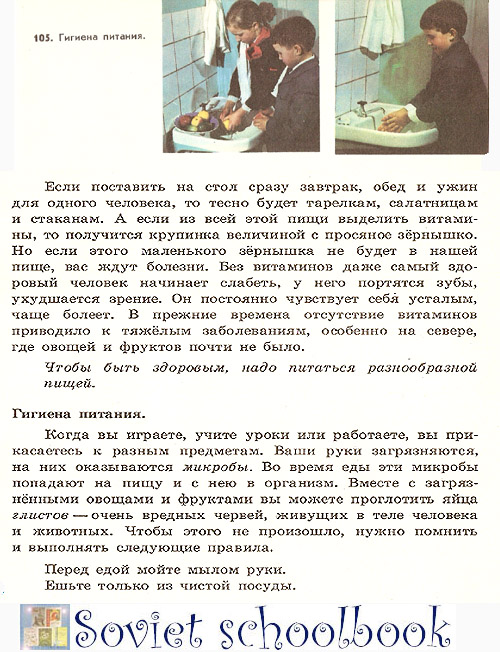 105. Гигиена питания.
Если поставить на стол сразу завтрак, обед и ужин
для одного человека, то тесно будет тарелкам, салатницам
и стаканам. А если из всей этой пищи выделить витами-
ны, то получится крупинка величиной с просяное зёрнышко.
Но если этого маленького зёрнышка не будет в нашей
пище, вас ждут болезни. Без витаминов даже самый здо-
ровый человек начинает слабеть, у него портятся зубы,
ухудшается зрение. Он постоянно чувствует себя усталым,
чаще болеет. В прежние времена отсутствие витаминов
приводило к тяжёлым заболеваниям, особенно на севере,
где овощей и фруктов почти не было.
Чтобы быть здоровым, надо питаться разнообразной
пищей.
Гигиена питания.
Когда вы играете, учите уроки или работаете, вы при-
касаетесь к разным предметам. Ваши руки загрязняются,
на них оказываются микробы. Во время еды эти микробы
попадают на пищу и с нею в организм. Вместе с загряз-
нёнными овощами и фруктами вы можете проглотить яйца
глистов — очень вредных червей, живущих в теле человека
и животных. Чтобы этого не произошло, нужно помнить
и выполнять следующие правила.
Перед едой мойте мылом руки.
Ешьте только из чистой посуды.
Soviet schoolbook